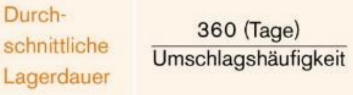 Durch-
schnittliche
Lagerdauer
360 (Tage)
Umschlagshäufigkeit